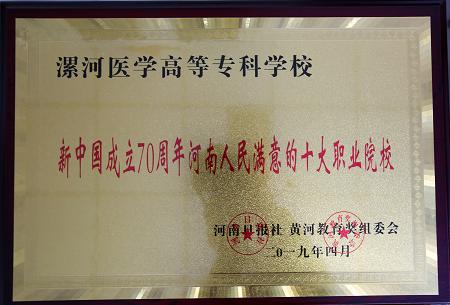 漯河医学高等专科学校
新中国成立70周年河南人民满意的十大职业院校
河南日报社 黄河教育奖组委会
二〇一九年四月